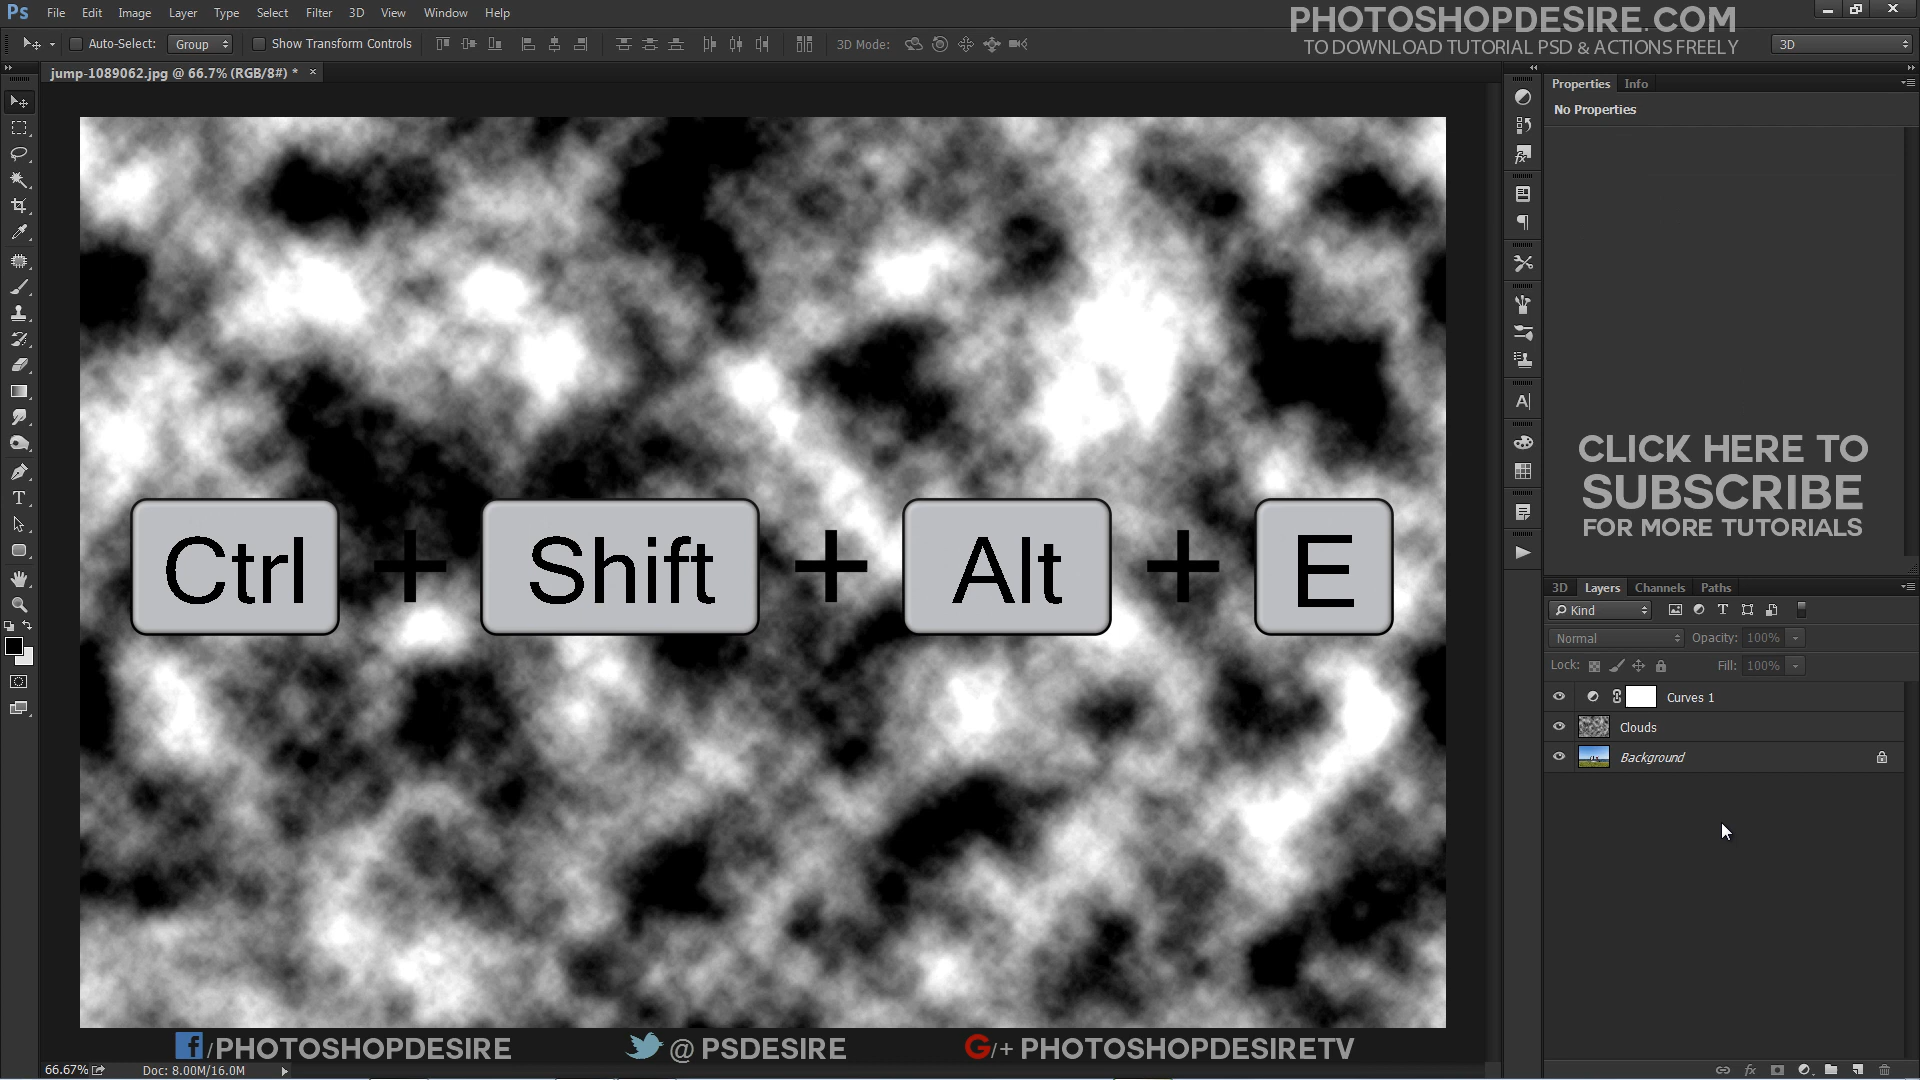 Ps File Edit Image Layer Type Select Filter 3D View Window Help
PHOTOSHOPDESIRE.COM
TO DOWNLOAD TUTORIAL PSD & ACTIONS FREELY
Auto-Select: Group Show Transform Controls 3D Mode: 3D
jump-1089062.jpg @ 66.7% (RGB/8#) * ×
Properties Info
No Properties
CLICK HERE TO
SUBSCRIBE
FOR MORE TUTORIALS
Ctrl + Shift + Alt + E
3D Layers Channels Paths
Kind
Normal Opacity: 100%
Lock: Fill: 100%
Curves 1
Clouds
Background
f/PHOTOSHOPDESIRE @ PSDESIRE G/+ PHOTOSHOPDESIRETV
66.67% Doc: 8.00M/16.0M